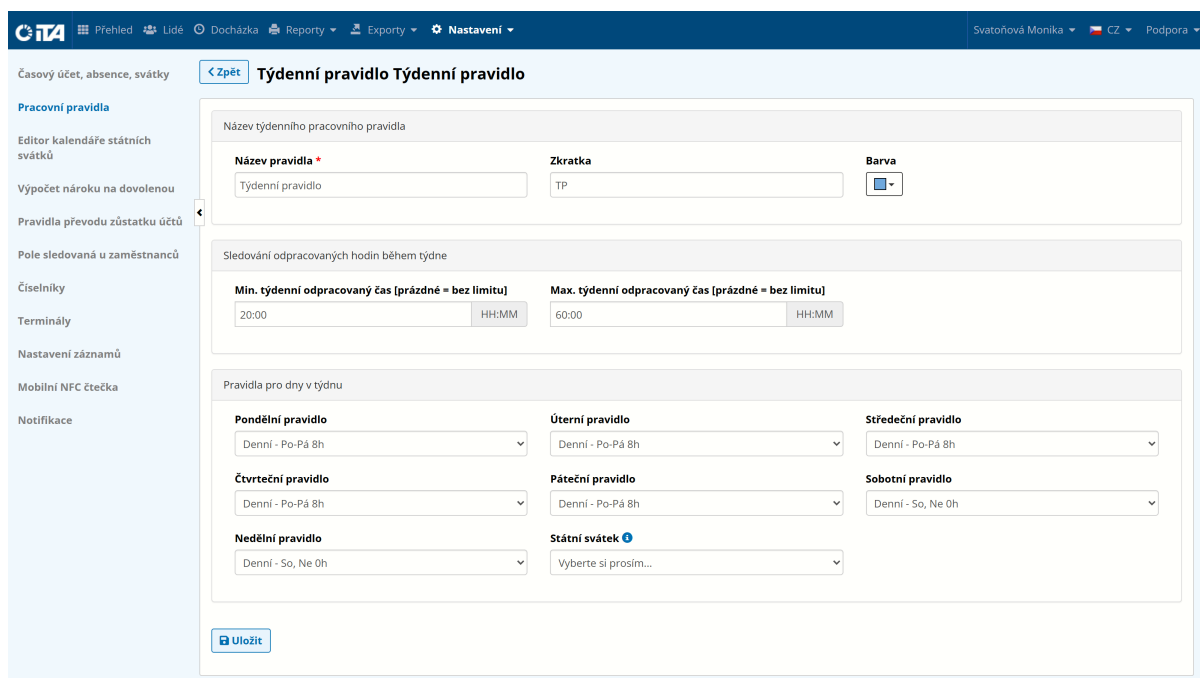 iTA Přehled Lidé Docházka Reporty Exporty Nastavení Svatoňová Monika CZ Podpora
Časový účet, absence, svátky
Pracovní pravidla
Editor kalendáře státních
svátků
Výpočet nároku na dovolenou
Pravidla převodu zůstatku účtů
Pole sledovaná u zaměstnanců
Číselníky
Terminály
Nastavení záznamů
Mobilní NFC čtečka
Notifikace
Zpět Týdenní pravidlo Týdenní pravidlo
Název týdenního pracovního pravidla
Název pravidla * Zkratka Barva
Týdenní pravidlo TP
Sledování odpracovaných hodin během týdne
Min. týdenní odpracovaný čas [prázdné = bez limitu] Max. týdenní odpracovaný čas [prázdné = bez limitu]
20:00 HH:MM 60:00 HH:MM
Pravidla pro dny v týdnu
Pondělní pravidlo Úterní pravidlo Středeční pravidlo
Denní - Po-Pá 8h Denní - Po-Pá 8h Denní - Po-Pá 8h
Čtvrteční pravidlo Páteční pravidlo Sobotní pravidlo
Denní - Po-Pá 8h Denní - Po-Pá 8h Denní - So, Ne 0h
Nedělní pravidlo Státní svátek
Denní - So, Ne 0h Vyberte si prosím...
Uložit